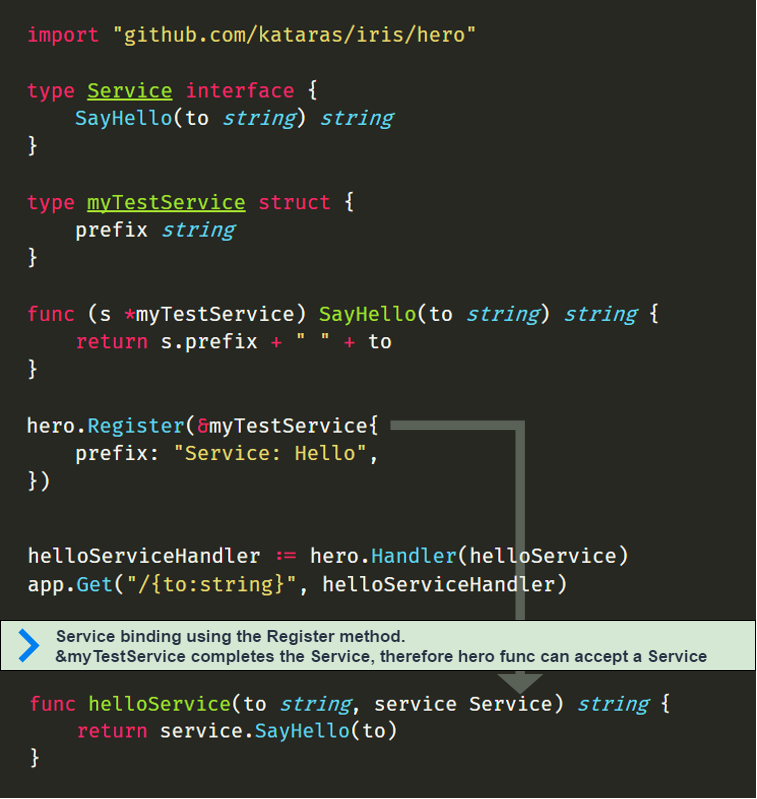 import "github.com/kataras/iris/hero"
type Service interface {
SayHello(to string) string
}
type myTestService struct {
prefix string
}
func (s *myTestService) SayHello(to string) string {
return s.prefix + " " + to
}
hero.Register(&myTestService{
prefix: "Service: Hello",
})
helloServiceHandler := hero.Handler(helloService)
app.Get("/{to:string}", helloServiceHandler)
Service binding using the Register method.
&myTestService completes the Service, therefore hero func can accept a Service
func helloService(to string, service Service) string {
return service.SayHello(to)
}